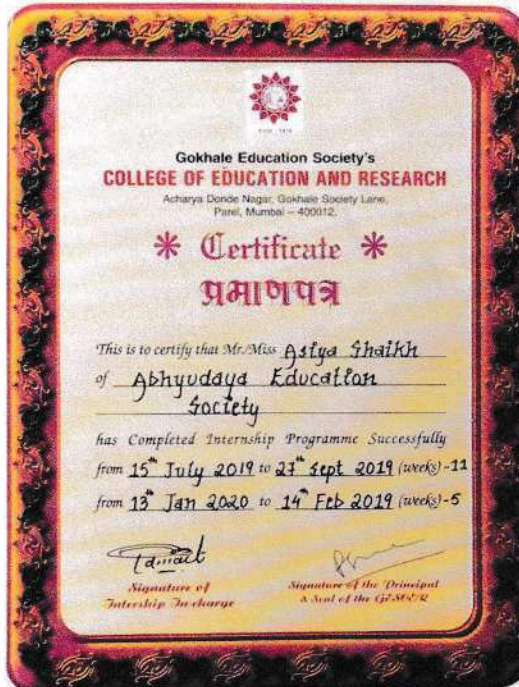 Gokhale Education Society's
COLLEGE OF EDUCATION AND RESEARCH
Acharya Donde Nagar, Gokhale Society Lane,
Parel, Mumbai – 400012.
* Certificate *
प्रमाणपत्र
This is to certify that Mr./Miss Asiya Shaikh
of Abhyudaya Education
Society
has Completed Internship Programme Successfully
from 15th July 2019 to 27th Sept 2019 (weeks) - 11
from 13th Jan 2020 to 14th Feb 2019 (weeks) - 5
Signature of
Intership In-charge
Signature of the Principal
& Seal of the GESCER